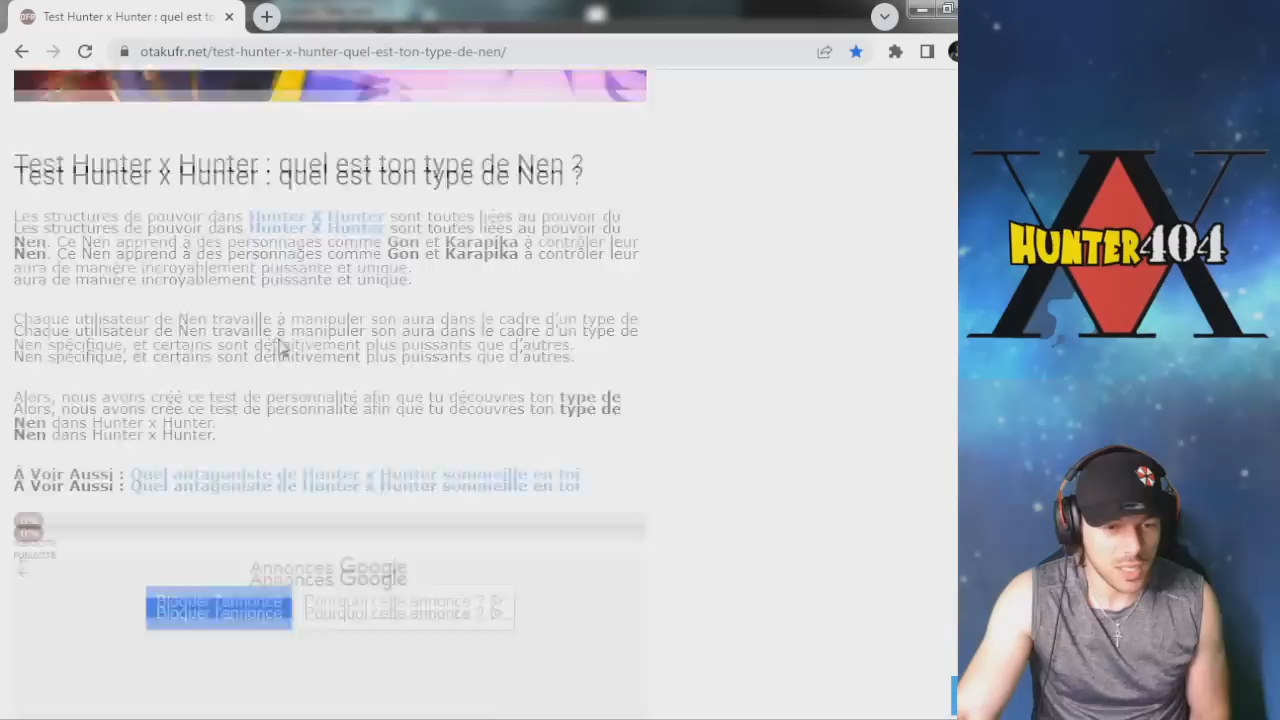 Test Hunter x Hunter : quel est to
otakufr.net/test-hunter-x-hunter-quel-est-ton-type-de-nen/
Test Hunter x Hunter : quel est ton type de Nen ?
Les structures de pouvoir dans Hunter X Hunter sont toutes liées au pouvoir du
Nen. Ce Nen apprend à des personnages comme Gon et Karapika à contrôler leur
aura de manière incroyablement puissante et unique.
Chaque utilisateur de Nen travaille à manipuler son aura dans le cadre d'un type de
Nen spécifique, et certains sont définitivement plus puissants que d'autres.
Alors, nous avons créé ce test de personnalité afin que tu découvres ton type de
Nen dans Hunter x Hunter.
À Voir Aussi : Quel antagoniste de Hunter x Hunter sommeille en toi
0%
PUBLICITÉ
Annonces Google
Bloquer l'annonce
Pourquoi cette annonce ?
HUNTER404